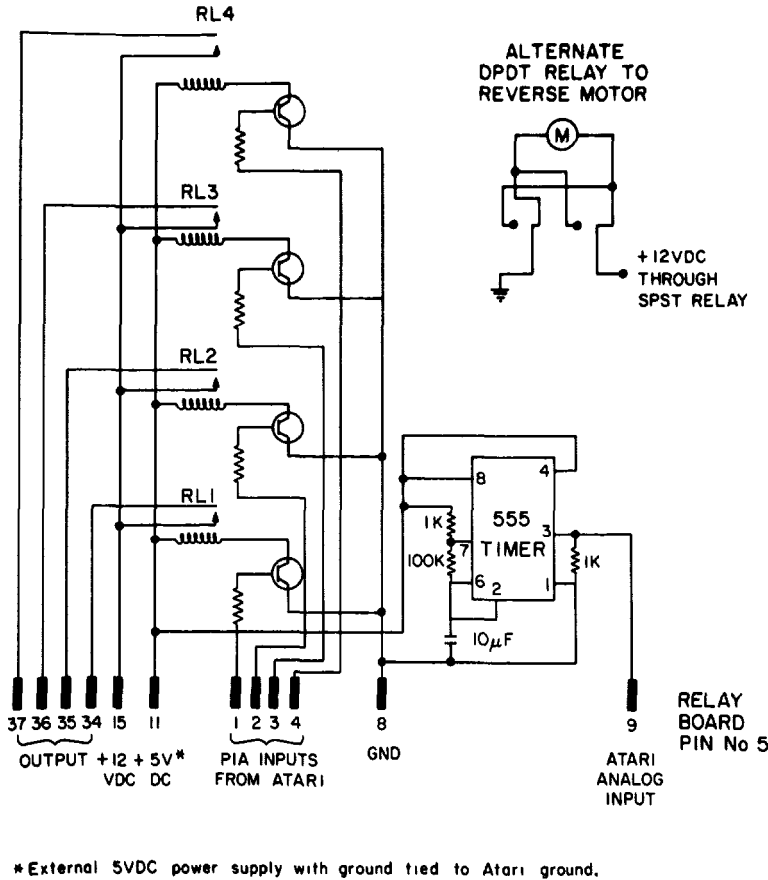 RL4
ALTERNATE
DPDT RELAY TO
REVERSE MOTOR
M
RL3
+12VDC
THROUGH
SPST RELAY
RL2
RL1
8
4
1K
555
TIMER
7
3
100K
6
2
1
1K
10µF
37 36 35 34 15 11 1 2 3 4 8 9
RELAY
BOARD
PIN No 5
OUTPUT
+12
VDC
+5V*
DC
PIA INPUTS
FROM ATARI
GND
ATARI
ANALOG
INPUT
*External 5VDC power supply with ground tied to Atari ground.